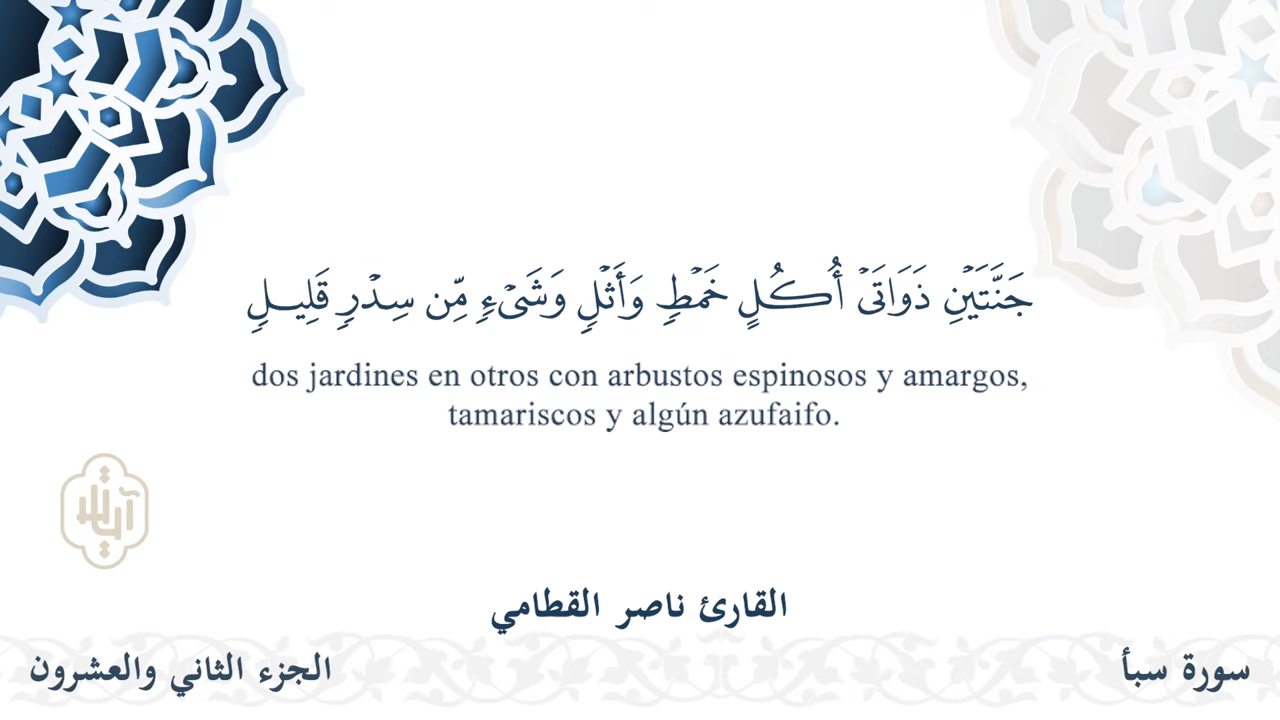 جَنَّتَيۡنِ ذَوَاتَيۡ أُكُلٍ خَمۡطٖ وَأَثۡلٖ وَشَيۡءٖ مِّن سِدۡرٖ قَلِيلٖ
dos jardines en otros con arbustos espinosos y amargos,
tamariscos y algún azufaifo.
القارئ ناصر القطامي
سورة سبأ
الجزء الثاني والعشرون